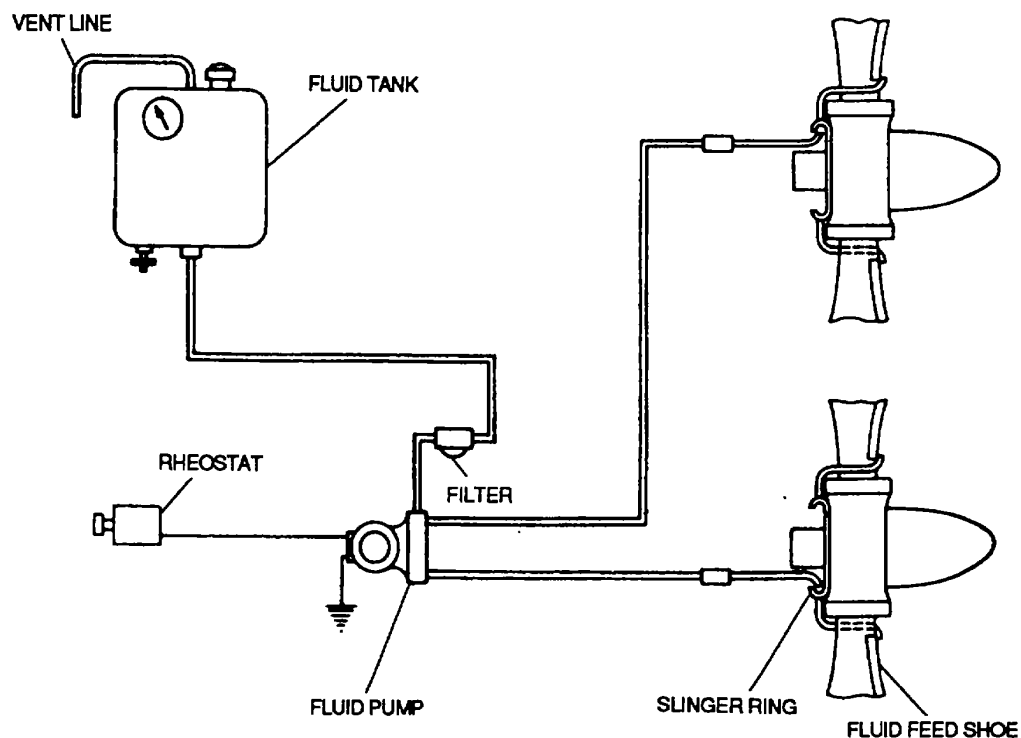 VENT LINE
FLUID TANK
RHEOSTAT
FILTER
FLUID PUMP
SLINGER RING
FLUID FEED SHOE